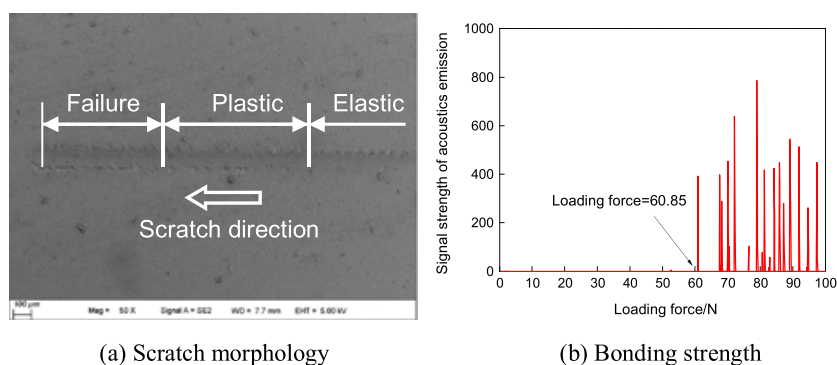 Failure Plastic Elastic
Scratch direction
100 μm Mag = 50 X Signal A = SE2 WD = 7.7 mm EHT = 5.00 kV
(a) Scratch morphology
Signal strength of acoustics emission
1000
800
600
400
200
0
Loading force=60.85
0 10 20 30 40 50 60 70 80 90 100
Loading force/N
(b) Bonding strength